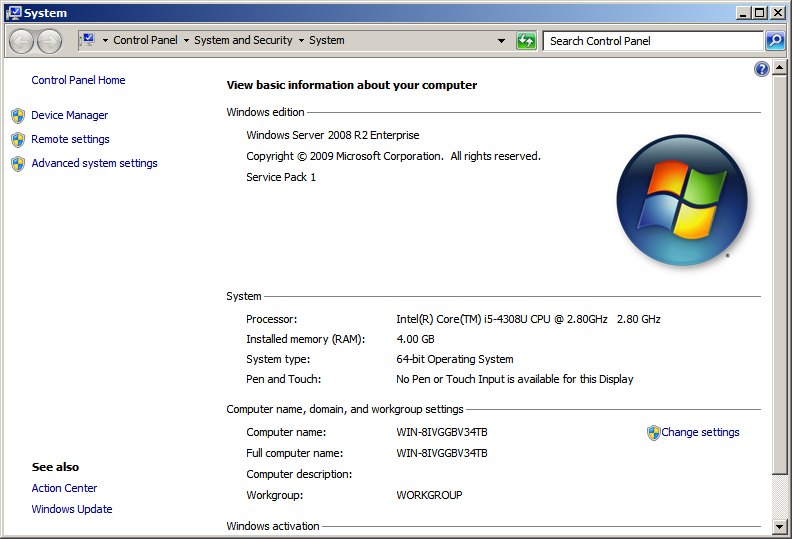 System
Control Panel System and Security System
Search Control Panel
Control Panel Home
Device Manager
Remote settings
Advanced system settings
See also
Action Center
Windows Update
View basic information about your computer
Windows edition
Windows Server 2008 R2 Enterprise
Copyright © 2009 Microsoft Corporation. All rights reserved.
Service Pack 1
System
Processor: Intel(R) Core(TM) i5-4308U CPU @ 2.80GHz 2.80 GHz
Installed memory (RAM): 4.00 GB
System type: 64-bit Operating System
Pen and Touch: No Pen or Touch Input is available for this Display
Computer name, domain, and workgroup settings
Computer name: WIN-8IVGGBV34TB Change settings
Full computer name: WIN-8IVGGBV34TB
Computer description:
Workgroup: WORKGROUP
Windows activation